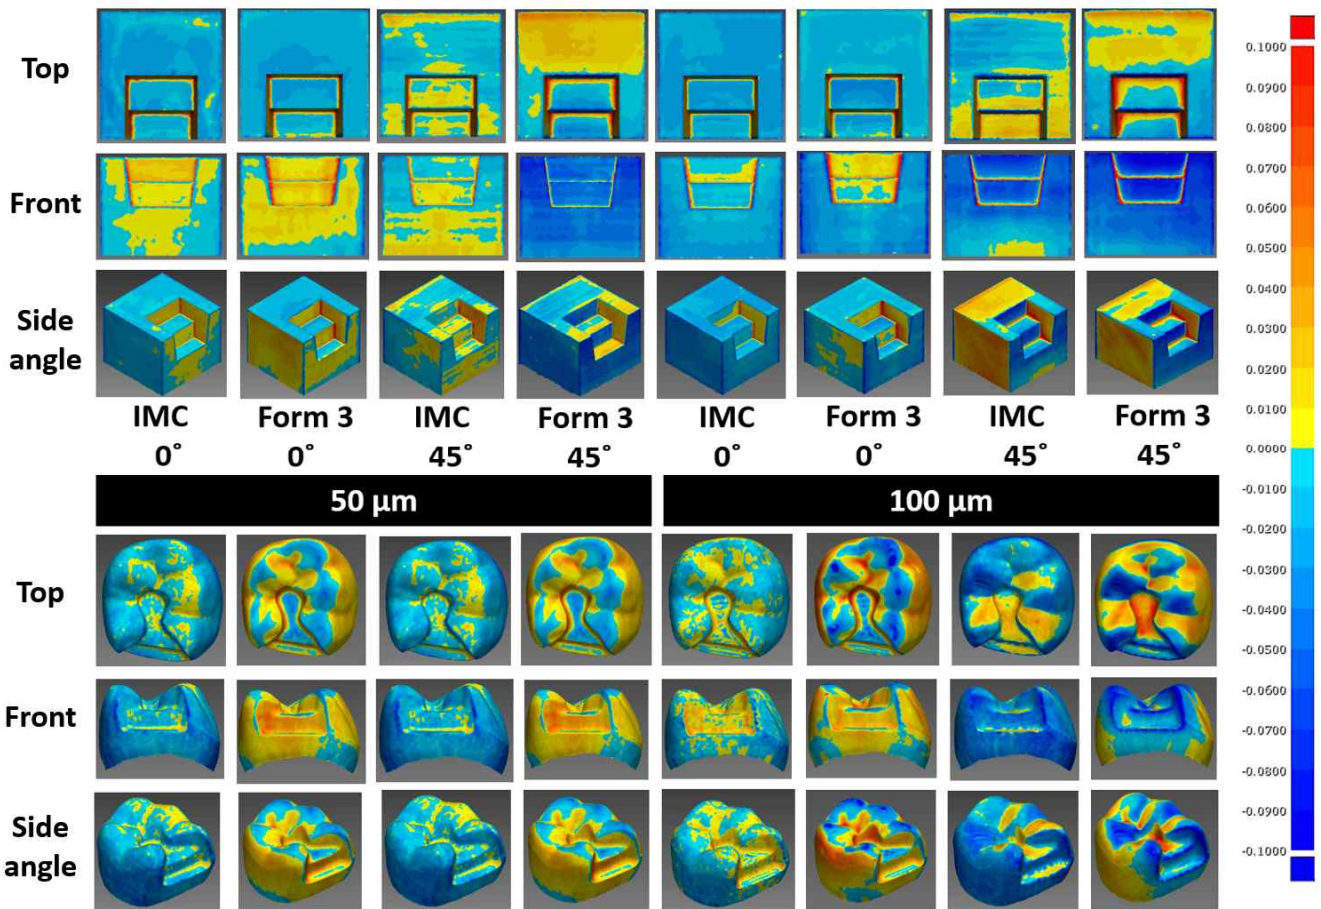 Top
Front
Side
angle
IMC Form 3 IMC Form 3 IMC Form 3 IMC Form 3
0° 0° 45° 45° 0° 0° 45° 45°
50 µm 100 µm
Top
Front
Side
angle
0.1000
0.0900
0.0800
0.0700
0.0600
0.0500
0.0400
0.0300
0.0200
0.0100
0.0000
-0.0100
-0.0200
-0.0300
-0.0400
-0.0500
-0.0600
-0.0700
-0.0800
-0.0900
-0.1000